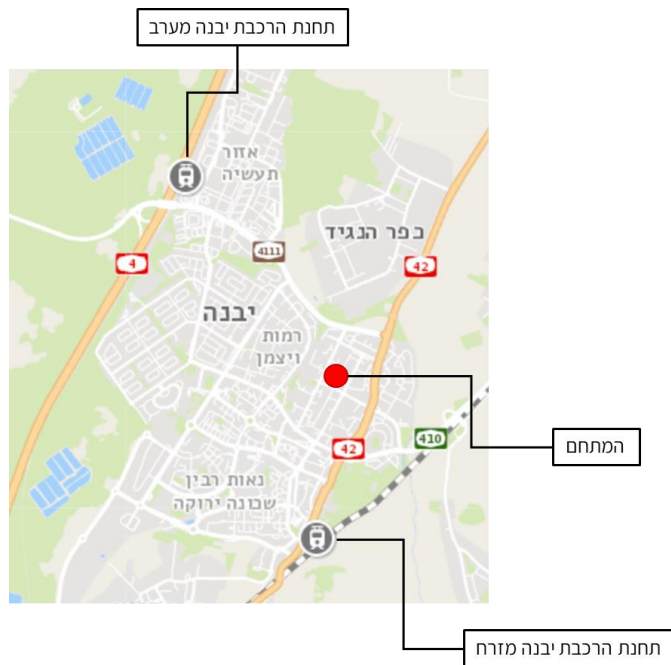 תחנת הרכבת יבנה מערב
אזור
תעשיה
כפר הנגיד
4111
4
42
יבנה
רמות
ויצמן
410
42
המתחם
נאות רבין
שכונה ירוקה
תחנת הרכבת יבנה מזרח